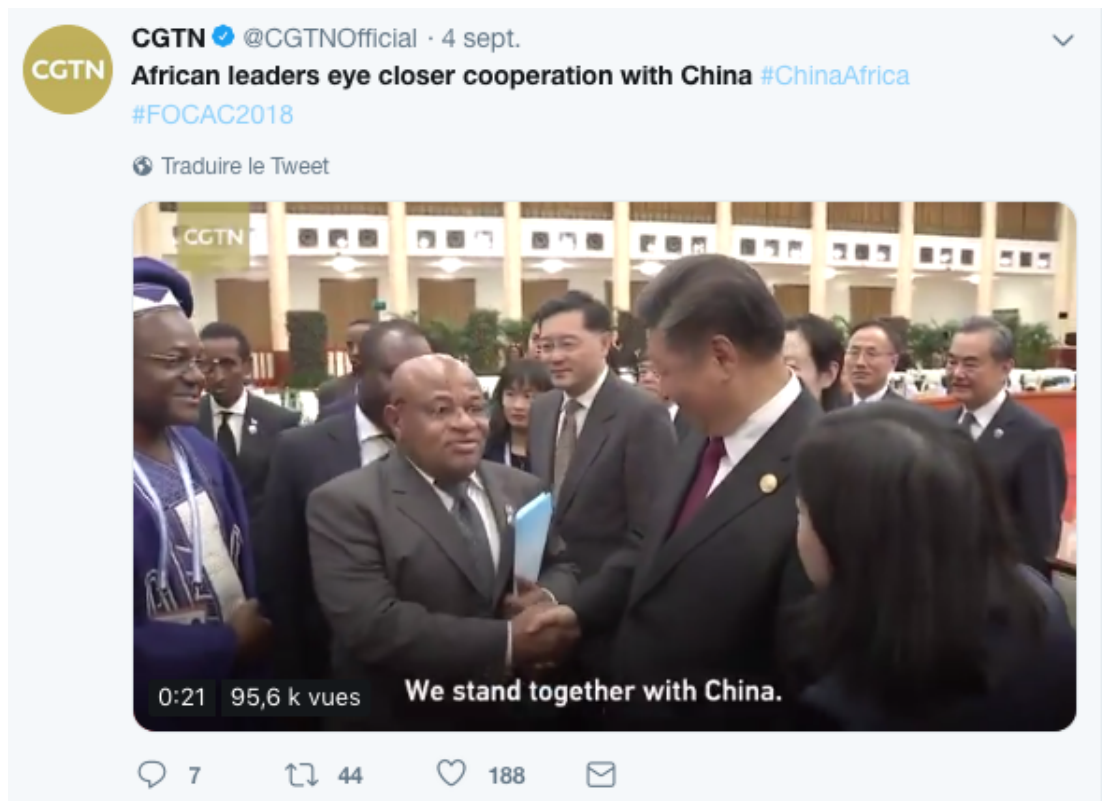 CGTN
CGTN @CGTNOfficial · 4 sept.
African leaders eye closer cooperation with China #ChinaAfrica
#FOCAC2018
Traduire le Tweet
CGTN
We stand together with China.
0:21 95,6 k vues
7 44 188